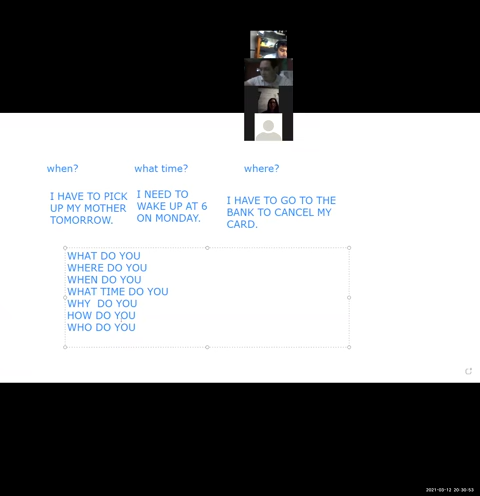 when?
what time?
where?
I HAVE TO PICK
UP MY MOTHER
TOMORROW.
I NEED TO
WAKE UP AT 6
ON MONDAY.
I HAVE TO GO TO THE
BANK TO CANCEL MY
CARD.
WHAT DO YOU
WHERE DO YOU
WHEN DO YOU
WHAT TIME DO YOU
WHY  DO YOU
HOW DO YOU
WHO DO YOU
2021-03-12 20:30:53